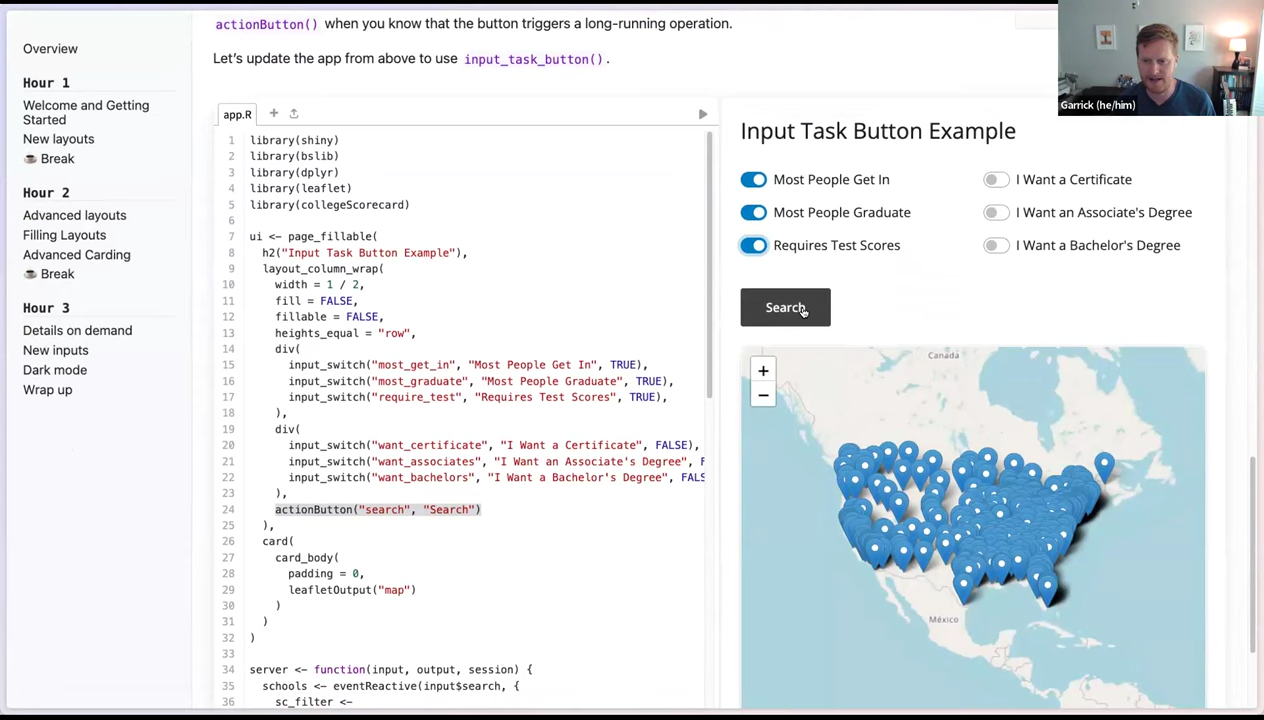 actionButton() when you know that the button triggers a long-running operation.
Let's update the app from above to use input_task_button().
Overview
Hour 1
Welcome and Getting
Started
New layouts
Break
Hour 2
Advanced layouts
Filling Layouts
Advanced Carding
Break
Hour 3
Details on demand
New inputs
Dark mode
Wrap up
app.R
1 library(shiny)
2 library(bslib)
3 library(dplyr)
4 library(leaflet)
5 library(collegeScorecard)
6
7 ui <- page_fillable(
8 h2("Input Task Button Example"),
9 layout_column_wrap(
10 width = 1 / 2,
11 fill = FALSE,
12 fillable = FALSE,
13 heights_equal = "row",
14 div(
15 input_switch("most_get_in", "Most People Get In", TRUE),
16 input_switch("most_graduate", "Most People Graduate", TRUE),
17 input_switch("require_test", "Requires Test Scores", TRUE),
18 ),
19 div(
20 input_switch("want_certificate", "I Want a Certificate", FALSE),
21 input_switch("want_associates", "I Want an Associate's Degree", F
22 input_switch("want_bachelors", "I Want a Bachelor's Degree", FALS
23 ),
24 actionButton("search", "Search")
25 ),
26 card(
27 card_body(
28 padding = 0,
29 leafletOutput("map")
30 )
31 )
32 )
33
34 server <- function(input, output, session) {
35 schools <- eventReactive(input$search, {
36 sc_filter <-
Garrick (he/him)
Input Task Button Example
Most People Get In
I Want a Certificate
Most People Graduate
I Want an Associate's Degree
Requires Test Scores
I Want a Bachelor's Degree
Search
+
−
Canada
México